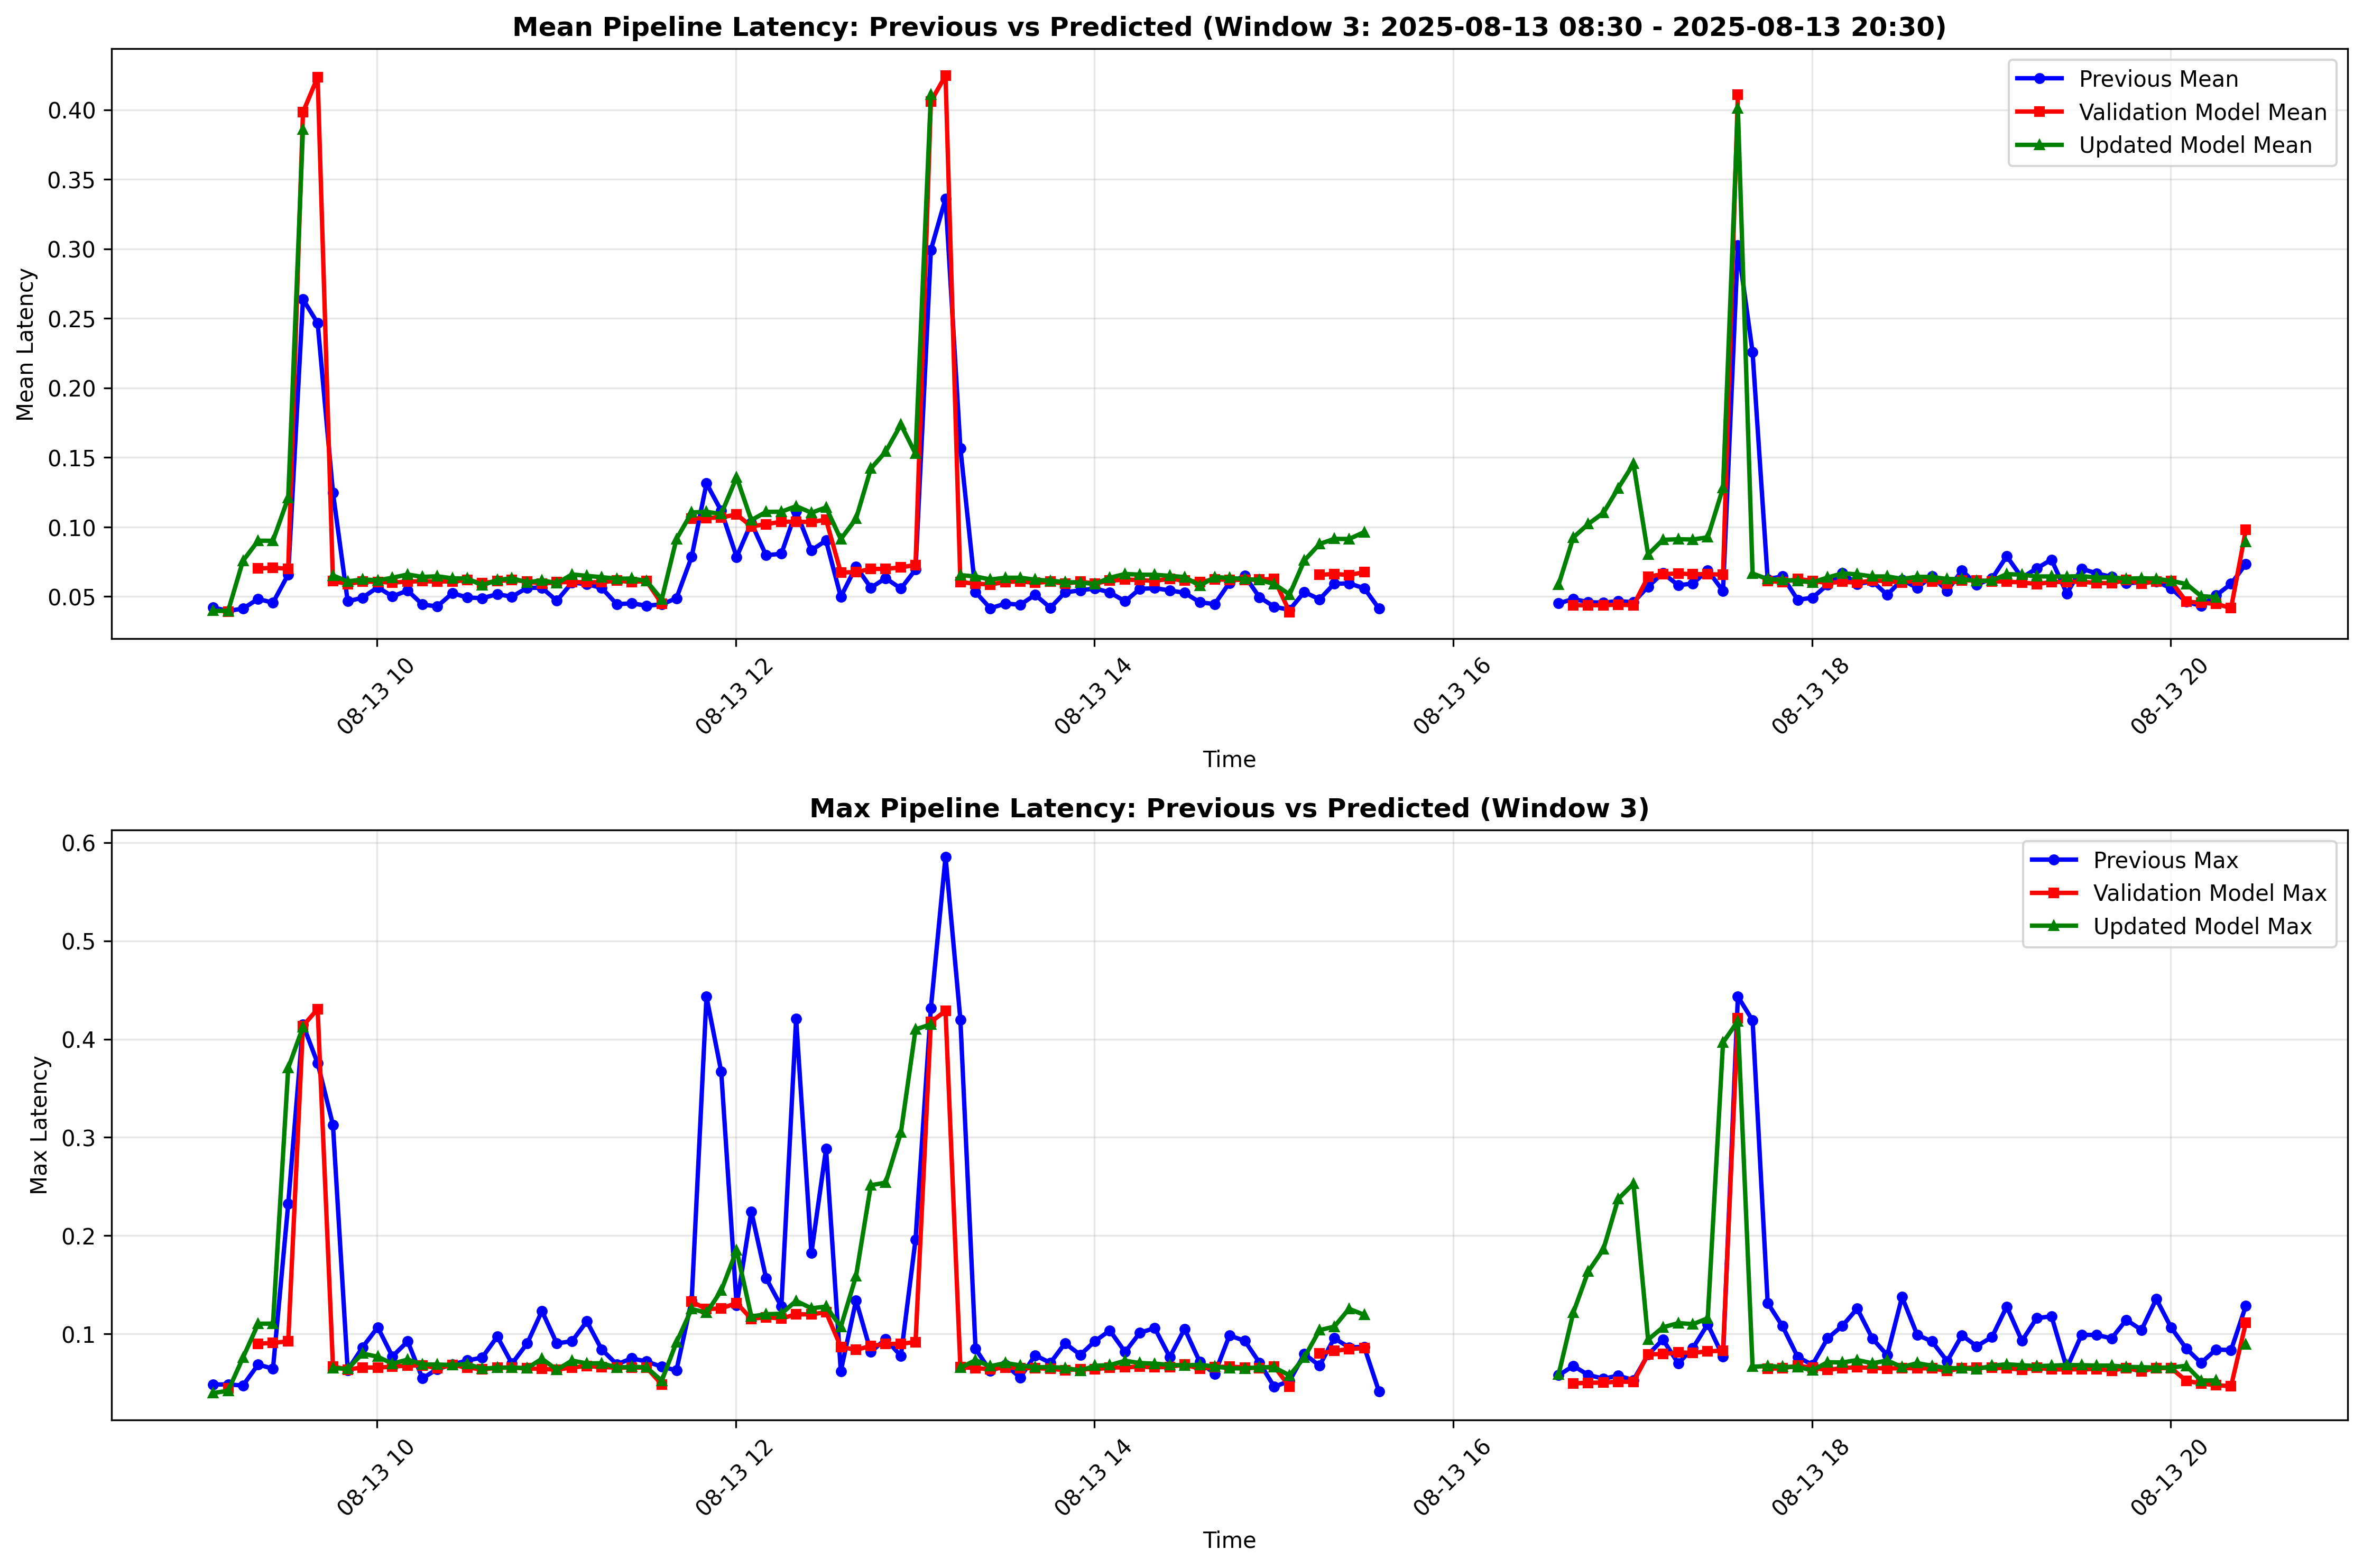 Mean Pipeline Latency: Previous vs Predicted (Window 3: 2025-08-13 08:30 - 2025-08-13 20:30)
Previous Mean
Validation Model Mean
Updated Model Mean
Mean Latency
0.40
0.35
0.30
0.25
0.20
0.15
0.10
0.05
08-13 10
08-13 12
08-13 14
08-13 16
08-13 18
08-13 20
Time
Max Pipeline Latency: Previous vs Predicted (Window 3)
Previous Max
Validation Model Max
Updated Model Max
Max Latency
0.6
0.5
0.4
0.3
0.2
0.1
08-13 10
08-13 12
08-13 14
08-13 16
08-13 18
08-13 20
Time